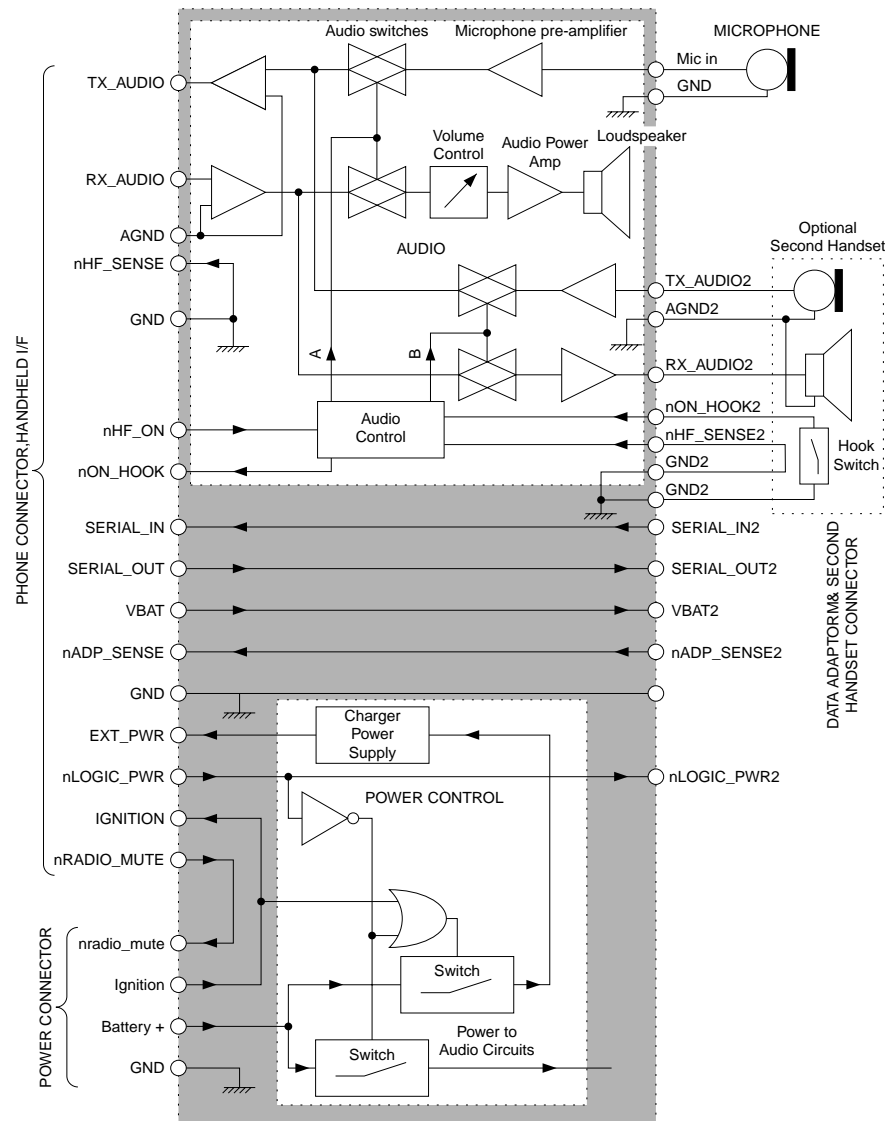 Audio switches
Microphone pre-amplifier
MICROPHONE
Mic in
GND
TX_AUDIO
Volume
Control
Audio Power
Amp
Loudspeaker
RX_AUDIO
AGND
nHF_SENSE
GND
AUDIO
A
B
Optional
Second Handset
TX_AUDIO2
AGND2
RX_AUDIO2
nON_HOOK2
nHF_SENSE2
GND2
GND2
Hook
Switch
Audio
Control
nHF_ON
nON_HOOK
SERIAL_IN
SERIAL_IN2
SERIAL_OUT
SERIAL_OUT2
VBAT
VBAT2
nADP_SENSE
nADP_SENSE2
GND
PHONE CONNECTOR,HANDHELD I/F
DATA ADAPTORM& SECOND
HANDSET CONNECTOR
EXT_PWR
Charger
Power
Supply
nLOGIC_PWR
nLOGIC_PWR2
POWER CONTROL
IGNITION
nRADIO_MUTE
nradio_mute
Ignition
Switch
Battery +
Power to
Audio Circuits
Switch
GND
POWER CONNECTOR